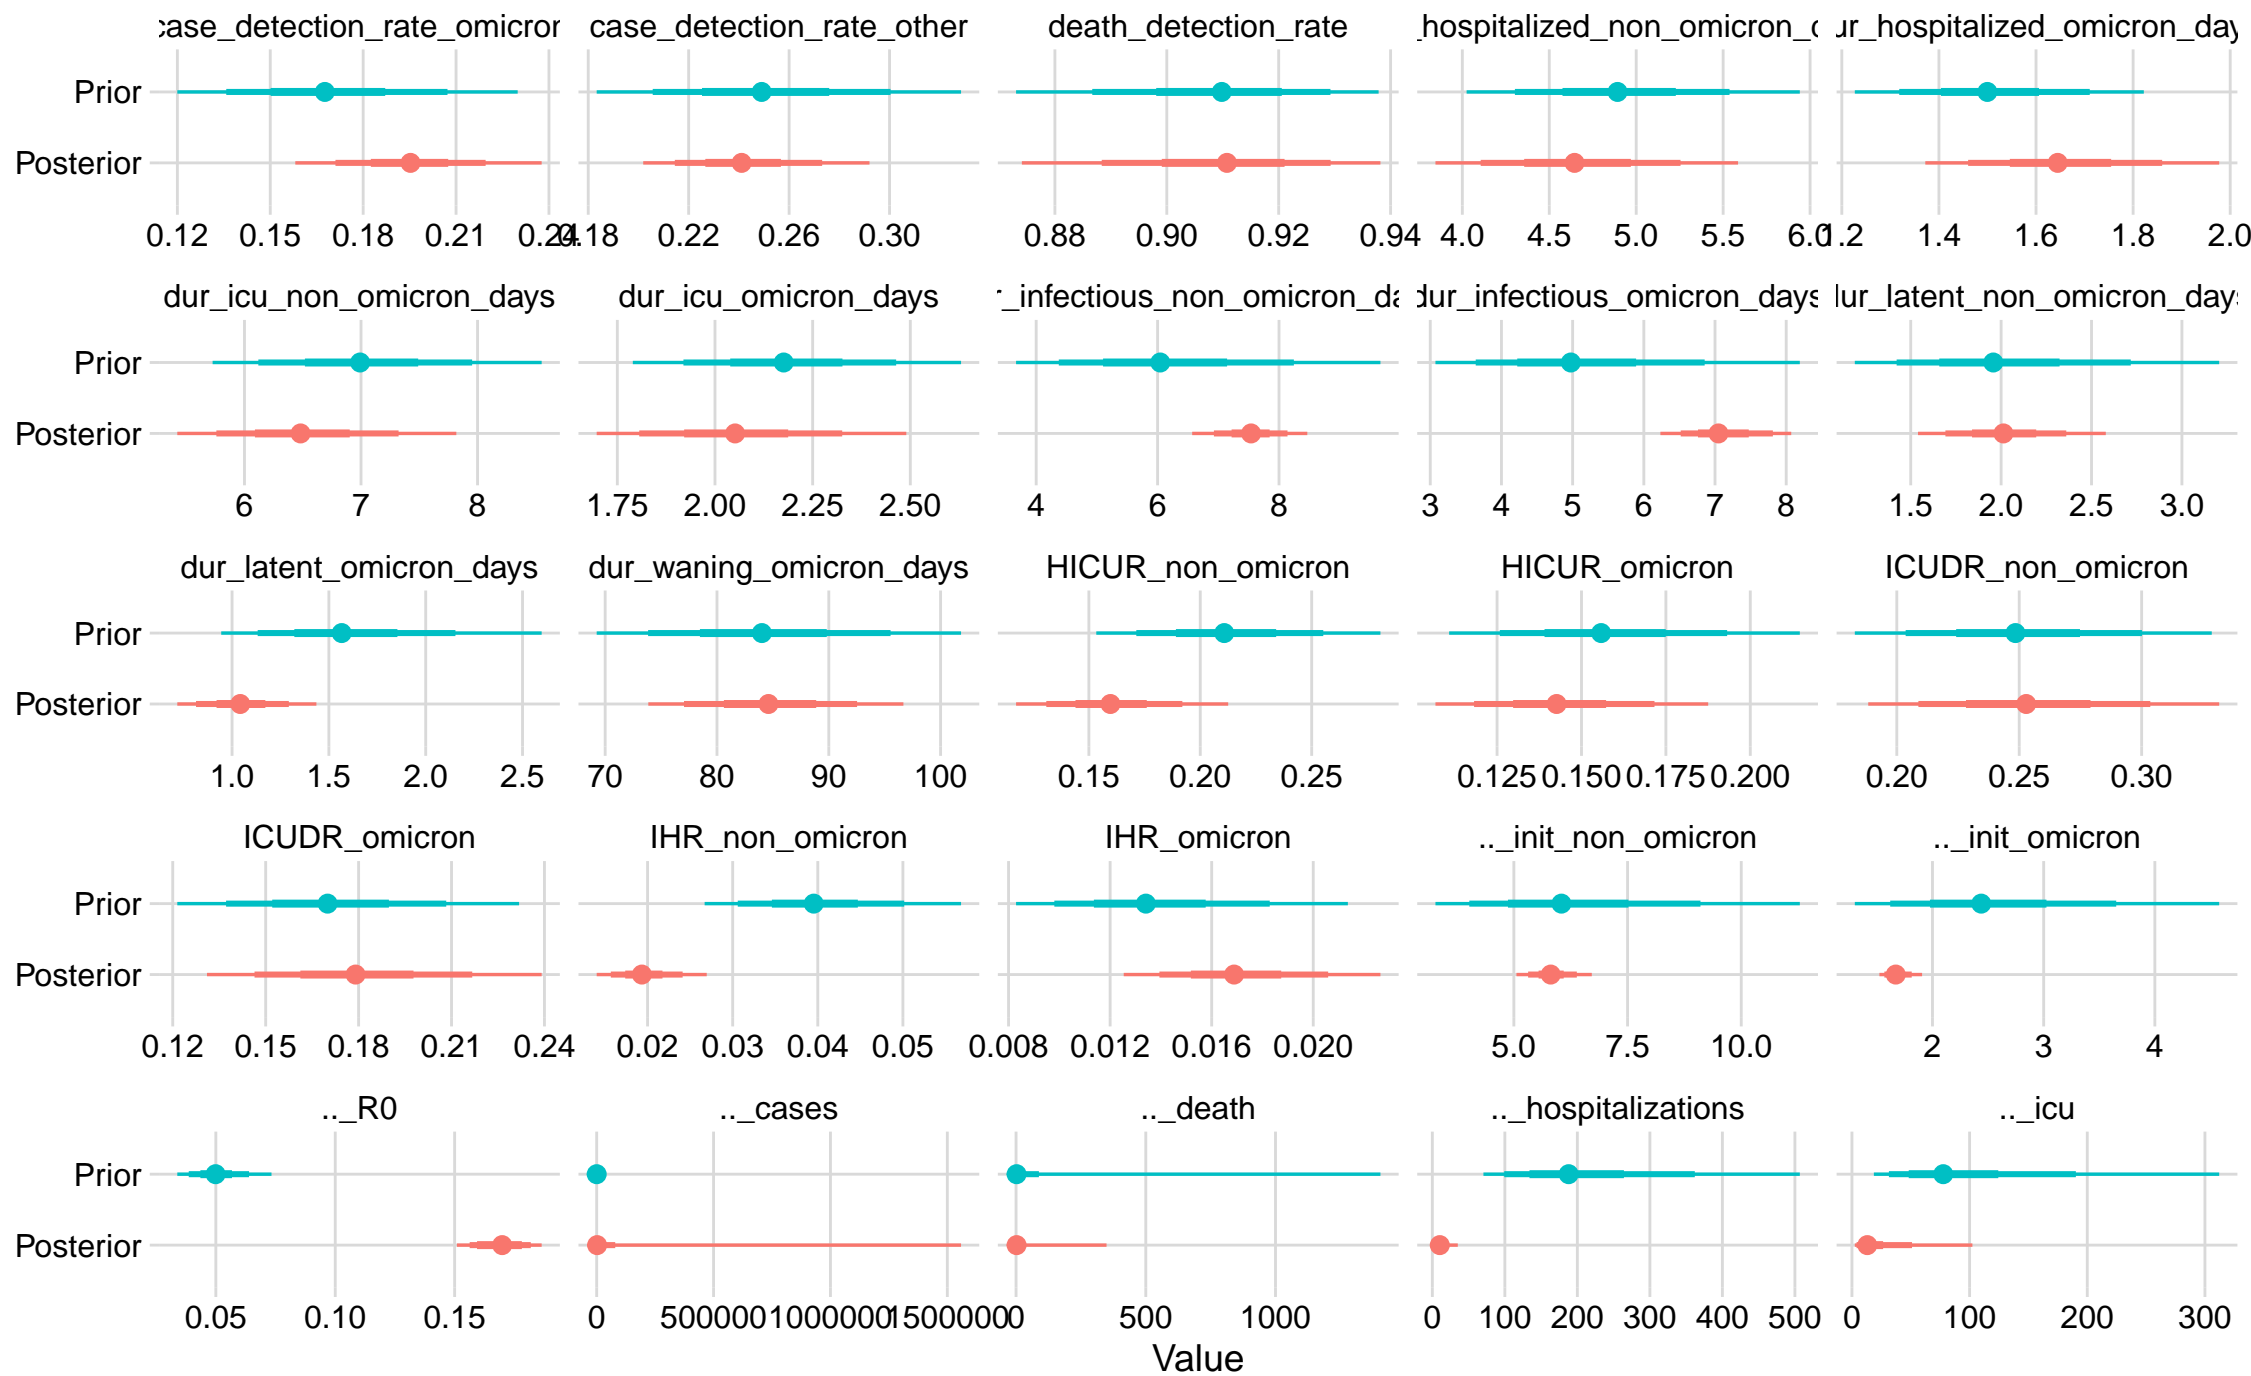 case_detection_rate_omicron case_detection_rate_other death_detection_rate _hospitalized_non_omicron_ ur_hospitalized_omicron_day
Prior
Posterior
0.12 0.15 0.18 0.21 0.24 0.18 0.22 0.26 0.30 0.88 0.90 0.92 0.94 4.0 4.5 5.0 5.5 6.0 1.2 1.4 1.6 1.8 2.0
dur_icu_non_omicron_days dur_icu_omicron_days r_infectious_non_omicron_da dur_infectious_omicron_days dur_latent_non_omicron_days
Prior
Posterior
6 7 8 1.75 2.00 2.25 2.50 4 6 8 3 4 5 6 7 8 1.5 2.0 2.5 3.0
dur_latent_omicron_days dur_waning_omicron_days HICUR_non_omicron HICUR_omicron ICUDR_non_omicron
Prior
Posterior
1.0 1.5 2.0 2.5 70 80 90 100 0.15 0.20 0.25 0.125 0.150 0.175 0.200 0.20 0.25 0.30
ICUDR_omicron IHR_non_omicron IHR_omicron .._init_non_omicron .._init_omicron
Prior
Posterior
0.12 0.15 0.18 0.21 0.24 0.02 0.03 0.04 0.05 0.008 0.012 0.016 0.020 5.0 7.5 10.0 2 3 4
.._R0 .._cases .._death .._hospitalizations .._icu
Prior
Posterior
0.05 0.10 0.15 0 500000 1000000 1500000 0 500 1000 0 100 200 300 400 500 0 100 200 300
Value